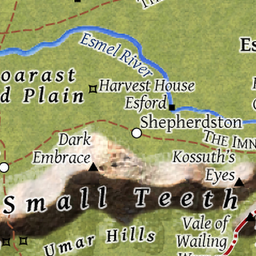 Esmel River
Es
oarast
d Plain
Harvest House
Esford
Shepherdston
THE IMN
Dark
Embrace
Kossuth's
Eyes
Small Teeth
Umar Hills
Vale of
Wailing